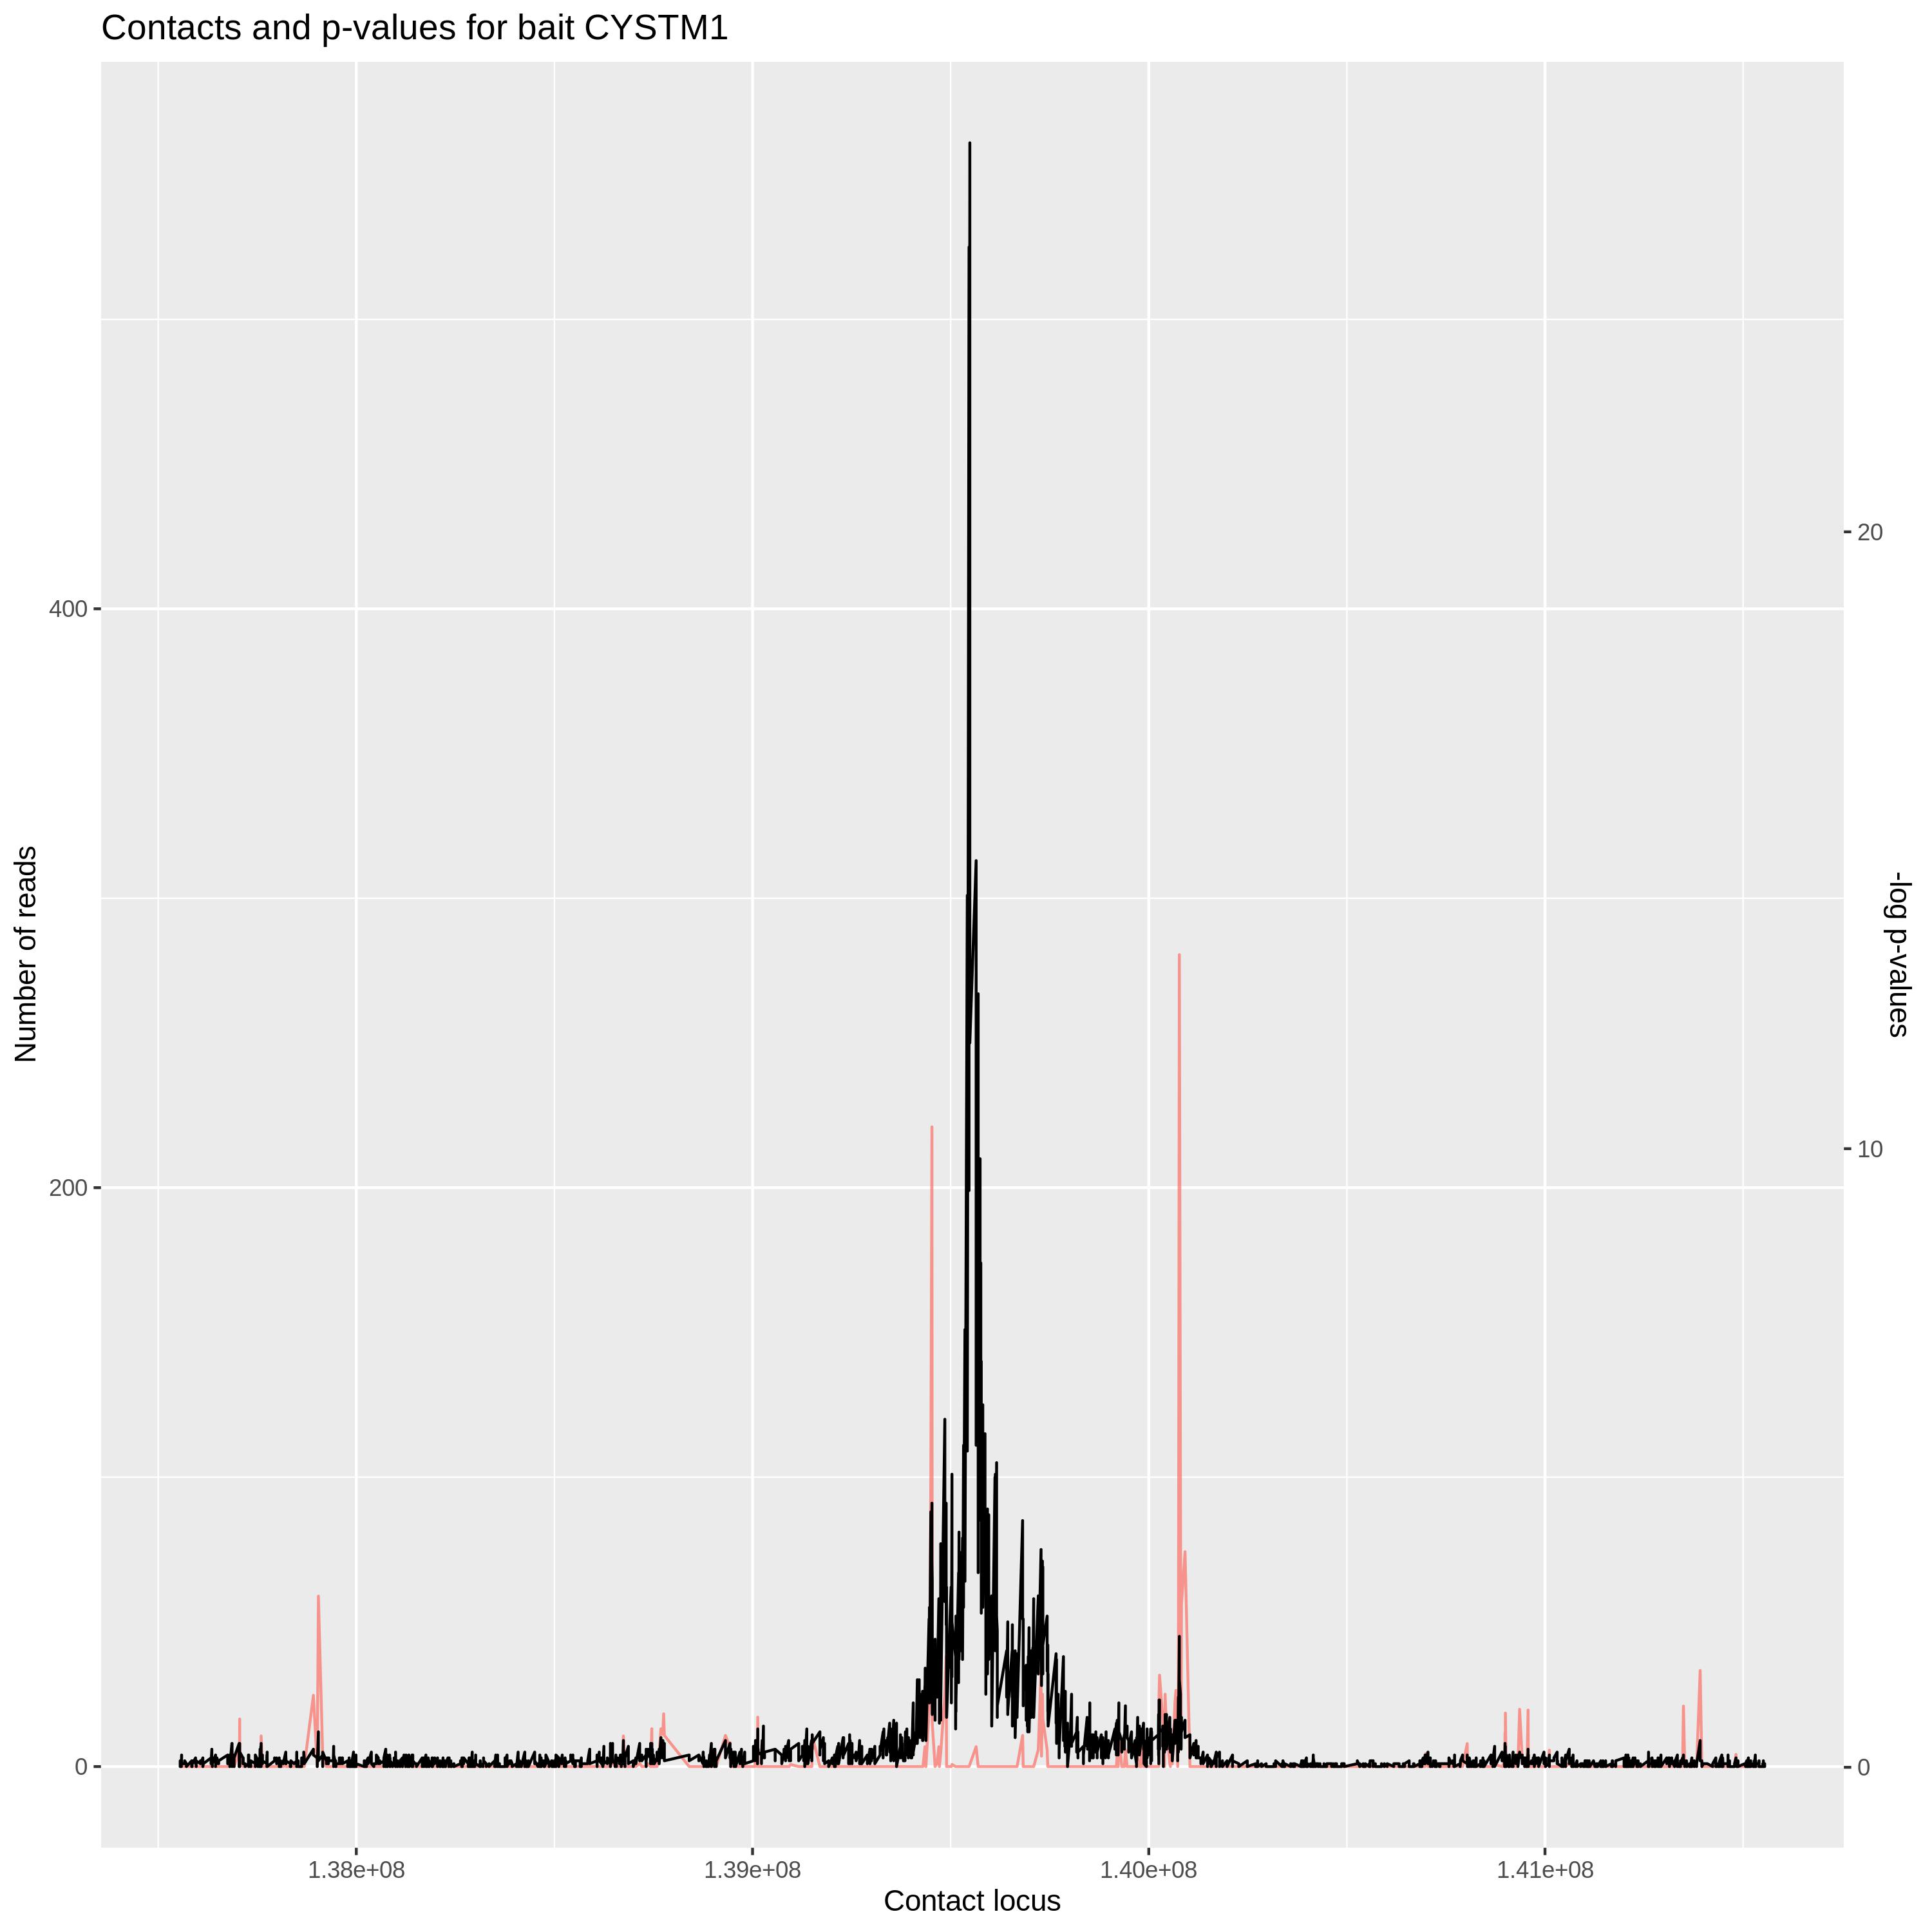 Contacts and p-values for bait CYSTM1
Number of reads
400
200
0
20
10
0
-log p-values
1.38e+08
1.39e+08
1.40e+08
1.41e+08
Contact locus